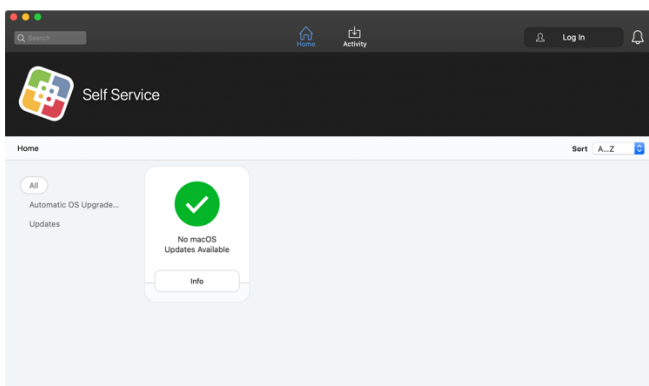 Search
Home
Activity
Log In
Self Service
Home
Sort A...Z
All
Automatic OS Upgrade...
Updates
No macOS
Updates Available
Info